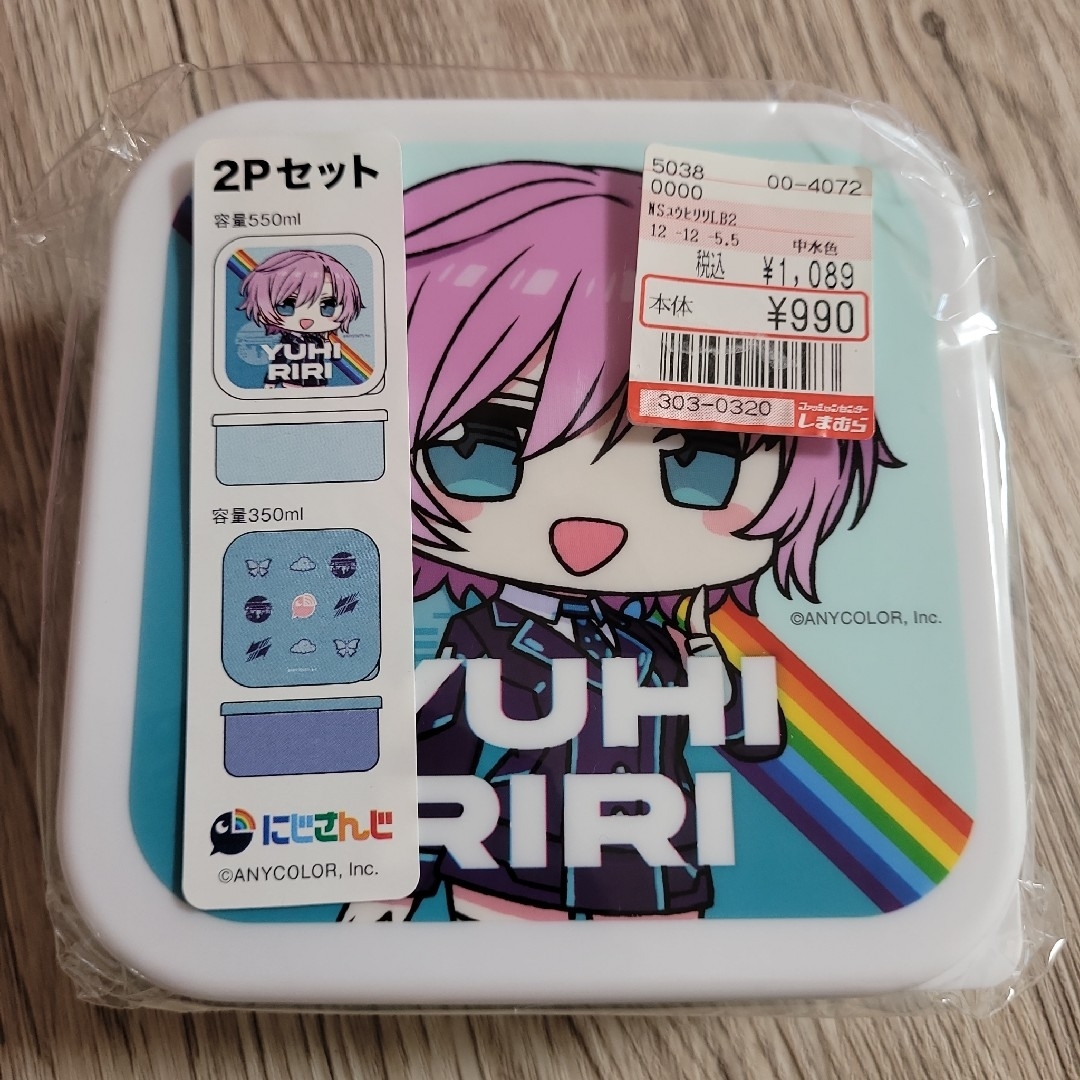 2Pセット
容量550ml
YUHI
RIRI
容量350ml
にじさんじ
©ANYCOLOR, Inc.
5038
00-4072
0000
NSユウヒリリLB2
12 -12 -5.5 中水色
税込 ¥1,089
本体 ¥990
303-0320
ファッションセンター
しまむら
©ANYCOLOR, Inc.
YUHI
RIRI